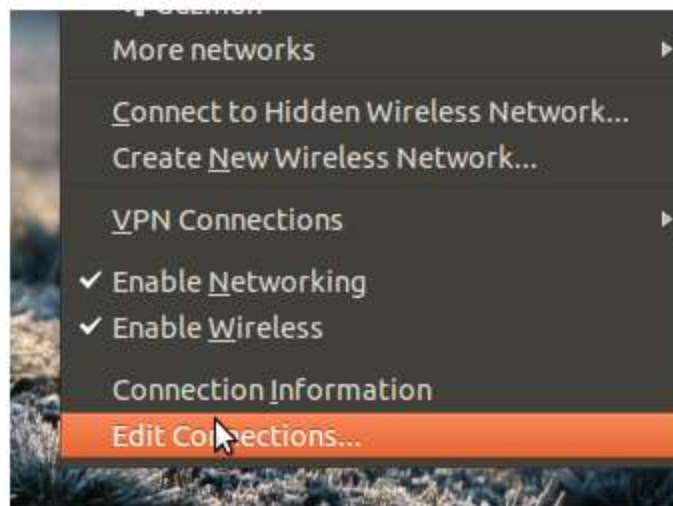 More networks
Connect to Hidden Wireless Network...
Create New Wireless Network...
VPN Connections
Enable Networking
Enable Wireless
Connection Information
Edit Connections...